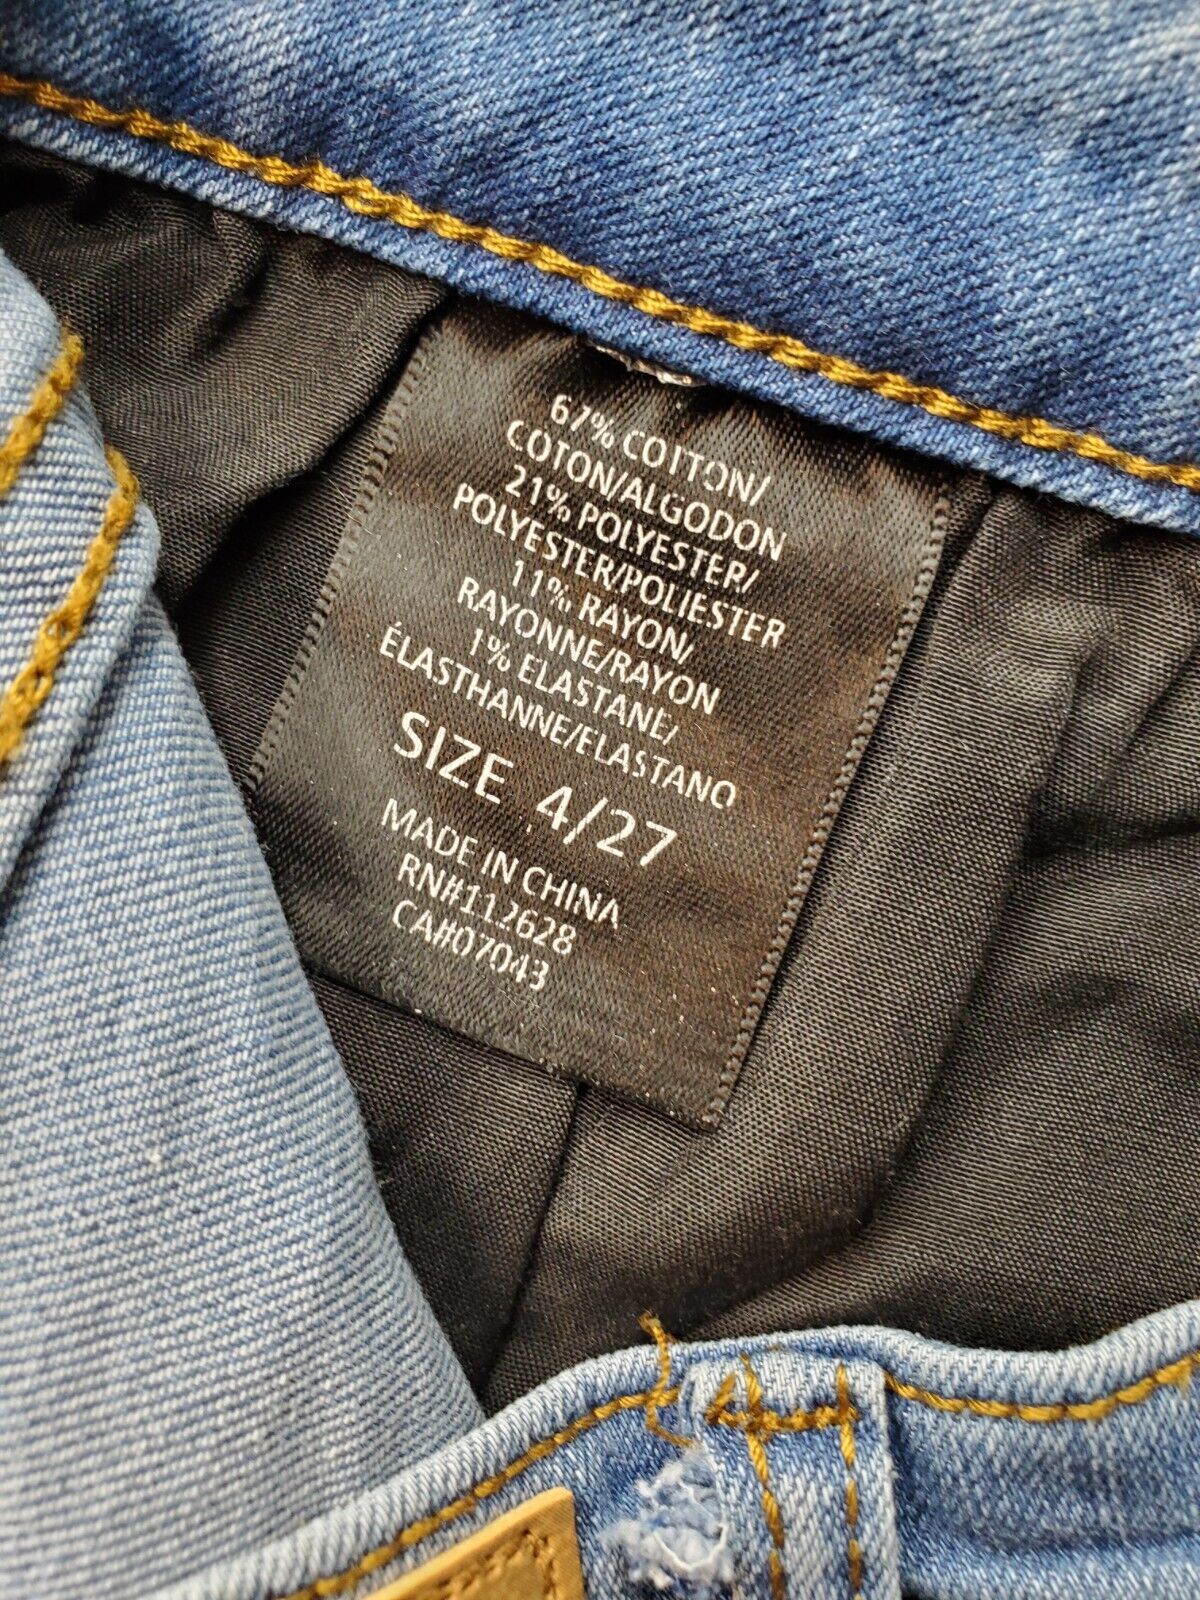 67% COTTON/
COTON/ALGODON
21% POLYESTER/
POLYESTER/POLIESTER
11% RAYON/
RAYONNE/RAYON
1% ELASTANE/
ÉLASTHANNE/ELASTANO
SIZE 4/27
MADE IN CHINA
RN#112628
CA#07043